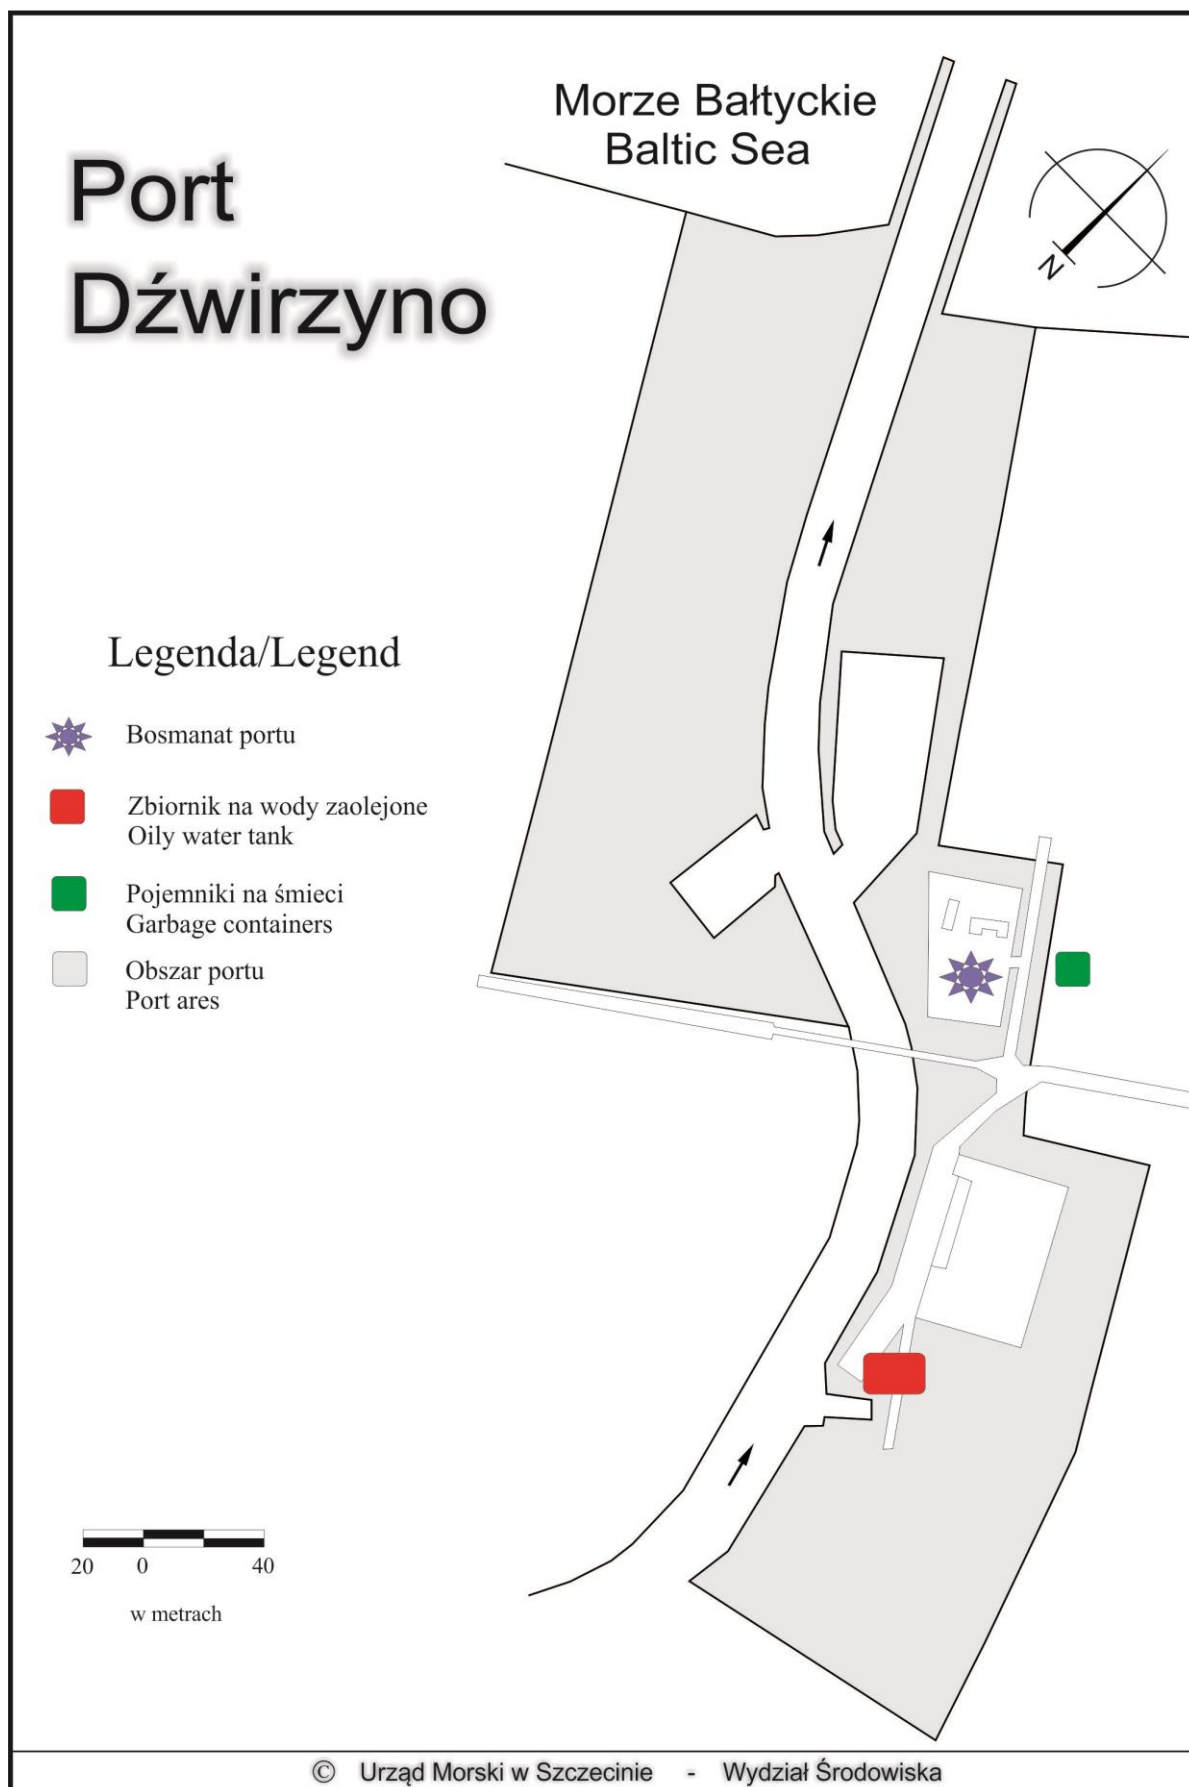 Port
Dźwirzyno
Morze Bałtyckie
Baltic Sea
N
Legenda/Legend
Bosmanat portu
Zbiornik na wody zaolejone
Oily water tank
Pojemniki na śmieci
Garbage containers
Obszar portu
Port ares
20 0 40
w metrach
© Urząd Morski w Szczecinie - Wydział Środowiska